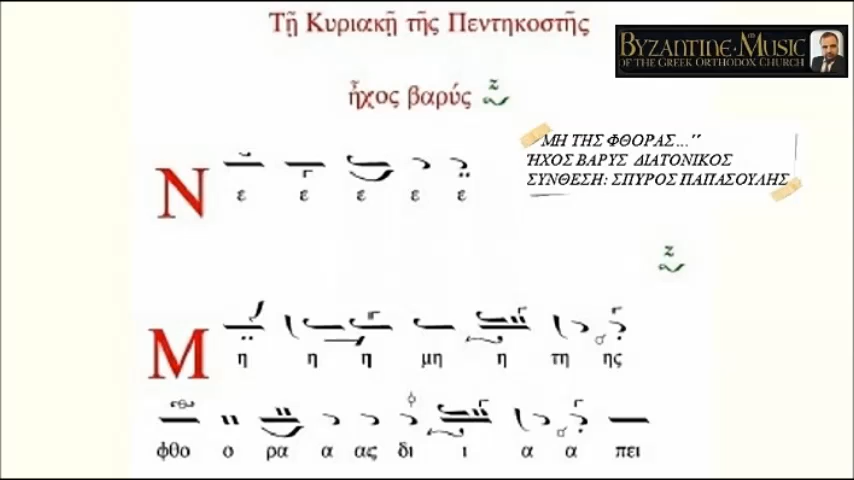 Τῇ Κυριακῇ τῆς Πεντηκοστῆς
BYZANTINE MUSIC
OF THE GREEK ORTHODOX CHURCH
ἦχος βαρύς
΄΄ΜΗ ΤΗΣ ΦΘΟΡΑΣ...΄΄
ΉΧΟΣ ΒΑΡΥΣ ΔΙΑΤΟΝΙΚΟΣ
ΣΥΝΘΕΣΗ: ΣΠΥΡΟΣ ΠΑΠΑΣΟΥΛΗΣ
Ν ε ε ε ε ε
Μ η η η μη η τη ης
φθο ο ρα α ας δι ι α α πει